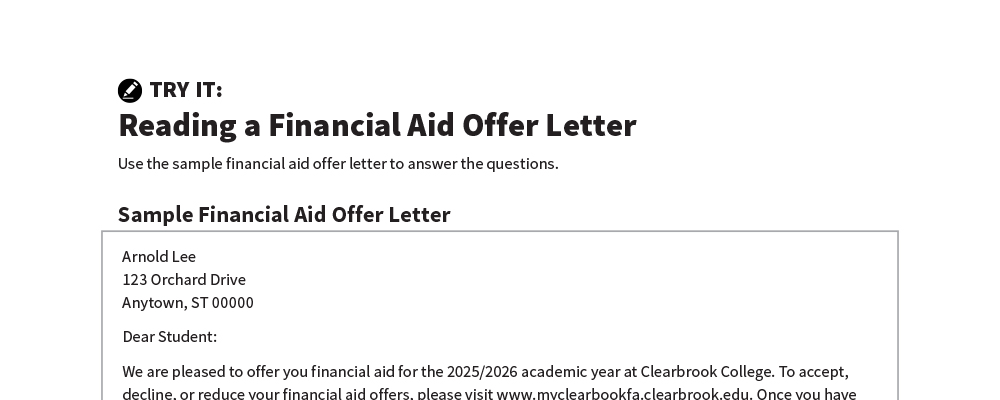 TRY IT:
Reading a Financial Aid Offer Letter
Use the sample financial aid offer letter to answer the questions.
Sample Financial Aid Offer Letter
Arnold Lee
123 Orchard Drive
Anytown, ST 00000
Dear Student:
We are pleased to offer you financial aid for the 2025/2026 academic year at Clearbrook College. To accept,
decline, or reduce your financial aid offers, please visit www.myclearbookfa.clearbrook.edu. Once you have